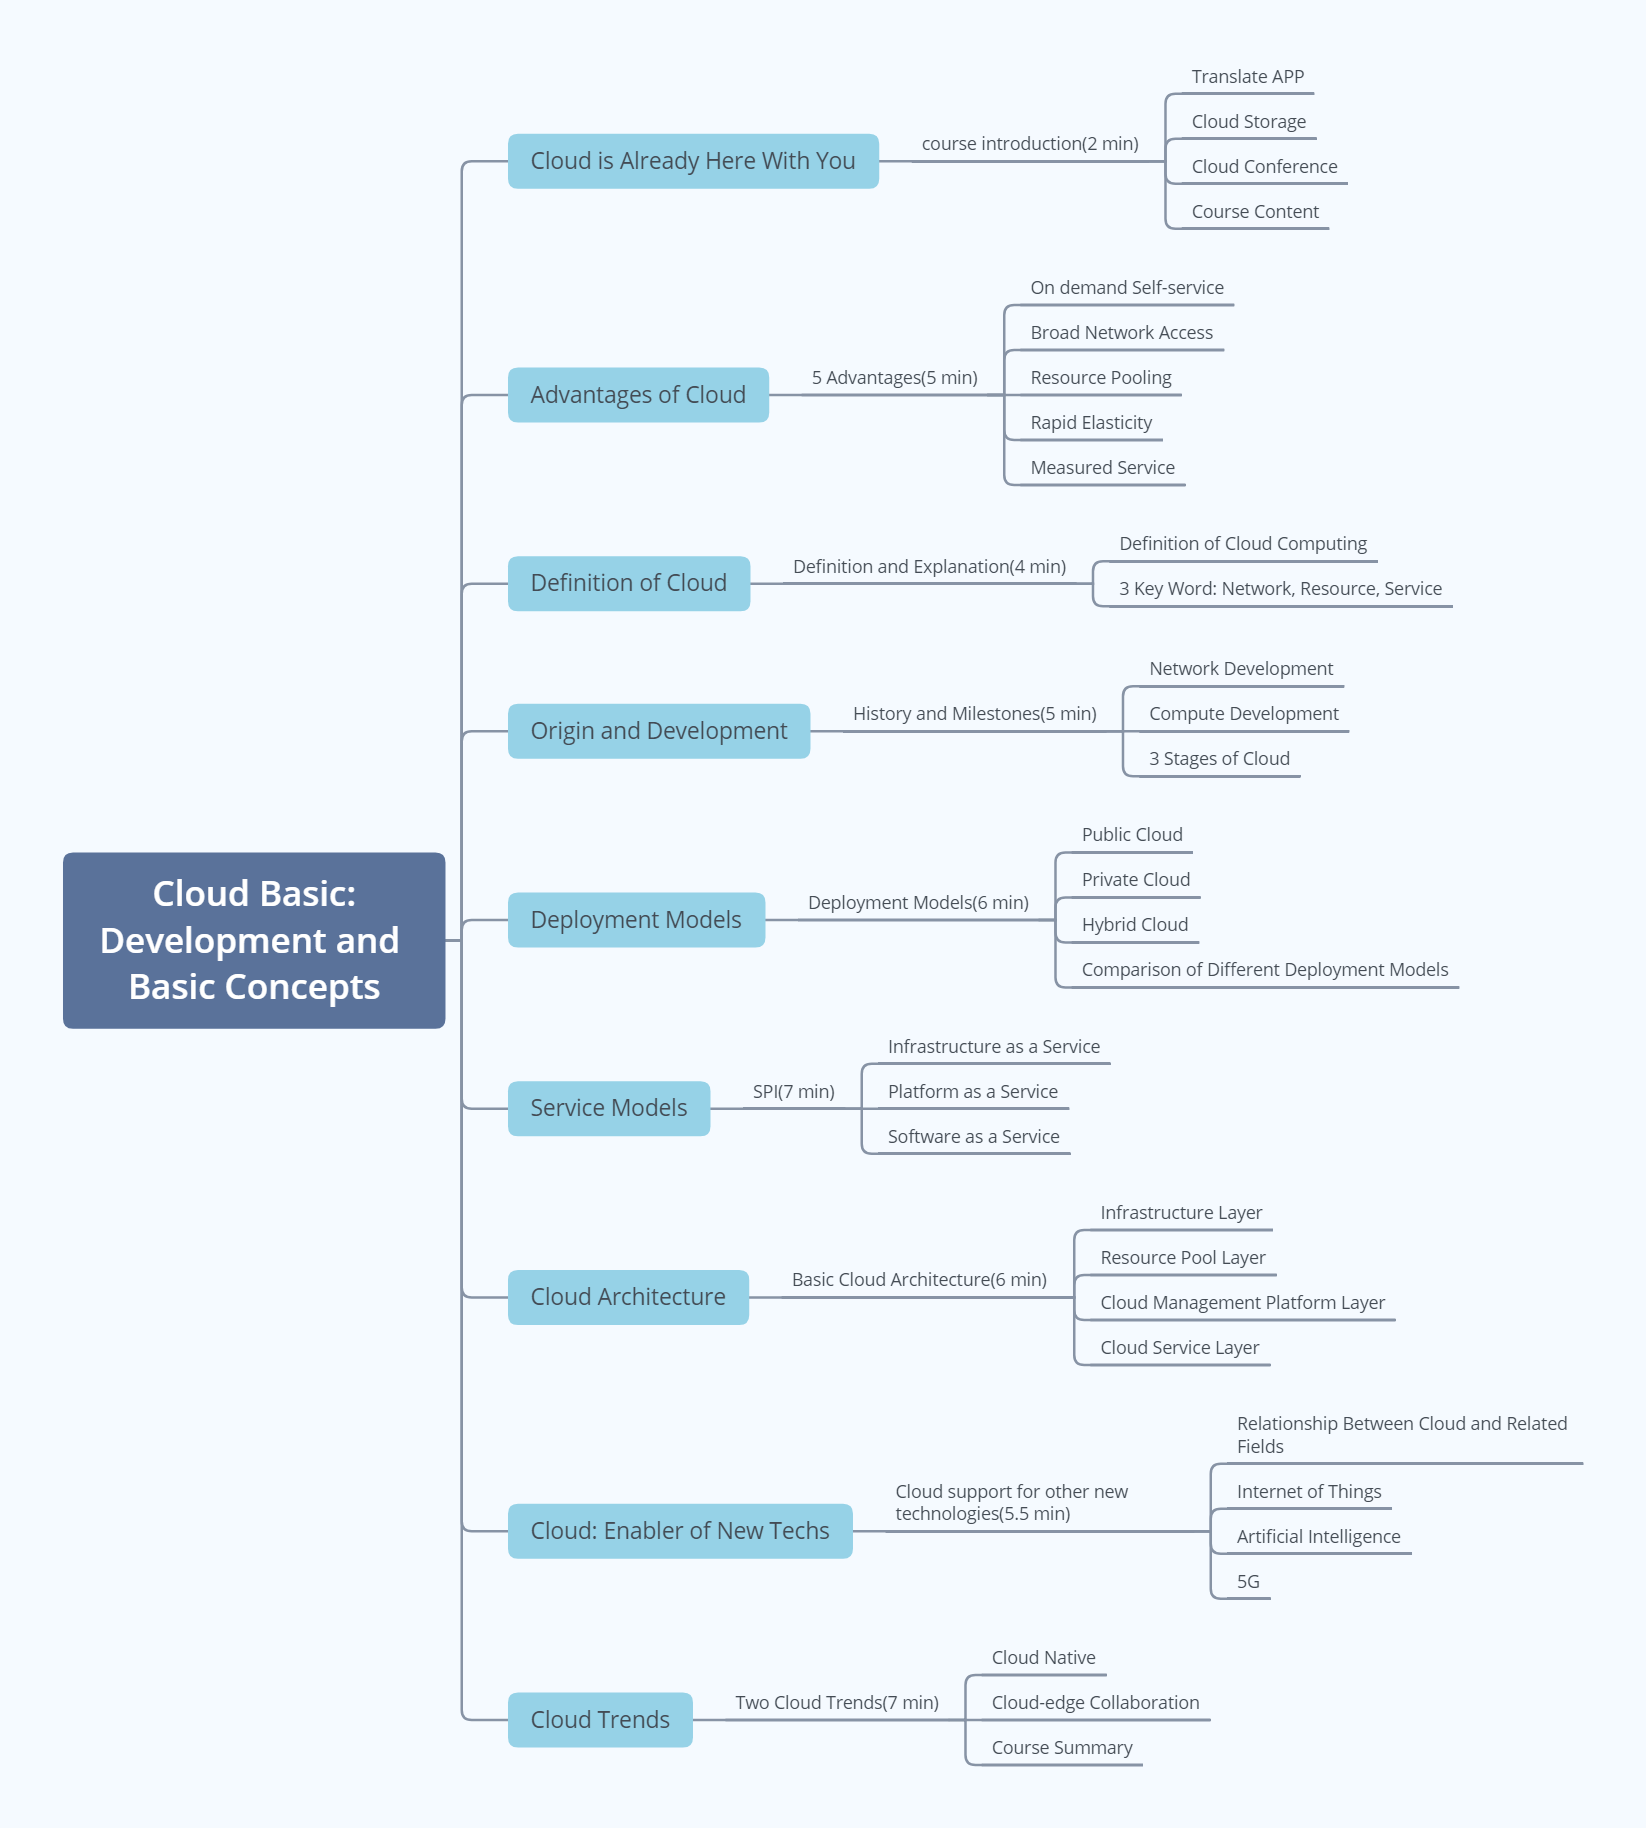 Cloud Basic:
Development and
Basic Concepts
Cloud is Already Here With You
course introduction(2 min)
Translate APP
Cloud Storage
Cloud Conference
Course Content
Advantages of Cloud
5 Advantages(5 min)
On demand Self-service
Broad Network Access
Resource Pooling
Rapid Elasticity
Measured Service
Definition of Cloud
Definition and Explanation(4 min)
Definition of Cloud Computing
3 Key Word: Network, Resource, Service
Origin and Development
History and Milestones(5 min)
Network Development
Compute Development
3 Stages of Cloud
Deployment Models
Deployment Models(6 min)
Public Cloud
Private Cloud
Hybrid Cloud
Comparison of Different Deployment Models
Service Models
SPI(7 min)
Infrastructure as a Service
Platform as a Service
Software as a Service
Cloud Architecture
Basic Cloud Architecture(6 min)
Infrastructure Layer
Resource Pool Layer
Cloud Management Platform Layer
Cloud Service Layer
Cloud: Enabler of New Techs
Cloud support for other new
technologies(5.5 min)
Relationship Between Cloud and Related
Fields
Internet of Things
Artificial Intelligence
5G
Cloud Trends
Two Cloud Trends(7 min)
Cloud Native
Cloud-edge Collaboration
Course Summary